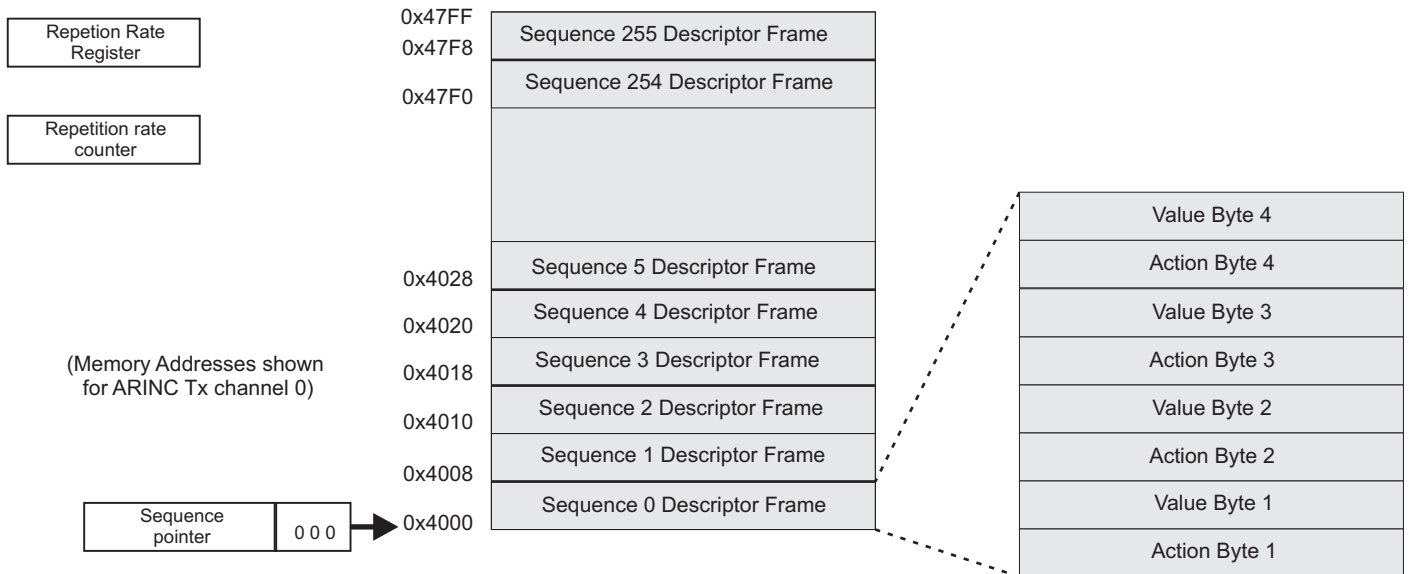 Repetion Rate
Register
Repetition rate
counter
(Memory Addresses shown
for ARINC Tx channel 0)
Sequence
pointer
0 0 0
0x47FF
0x47F8
0x47F0
0x4028
0x4020
0x4018
0x4010
0x4008
0x4000
Sequence 255 Descriptor Frame
Sequence 254 Descriptor Frame
Sequence 5 Descriptor Frame
Sequence 4 Descriptor Frame
Sequence 3 Descriptor Frame
Sequence 2 Descriptor Frame
Sequence 1 Descriptor Frame
Sequence 0 Descriptor Frame
Value Byte 4
Action Byte 4
Value Byte 3
Action Byte 3
Value Byte 2
Action Byte 2
Value Byte 1
Action Byte 1